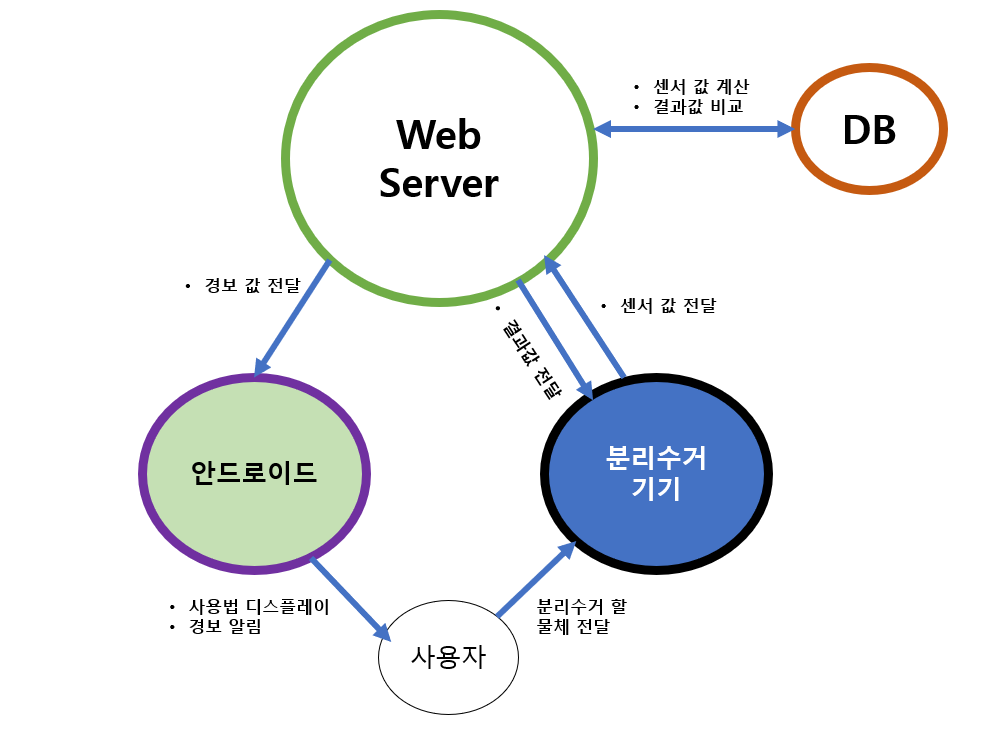 Web
Server
• 센서 값 계산
• 결과값 비교
DB
• 경보 값 전달
• 센서 값 전달
• 결과값 전달
안드로이드
분리수거
기기
• 사용법 디스플레이
• 경보 알림
분리수거 할
물체 전달
사용자